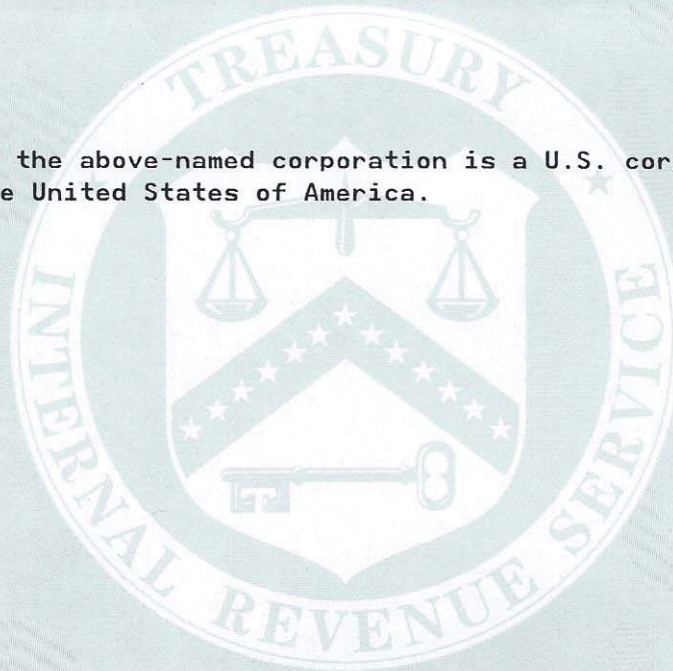 TREASURY
the above-named corporation is a U.S. cor
e United States of America.
INTERNAL REVENUE SERVICE